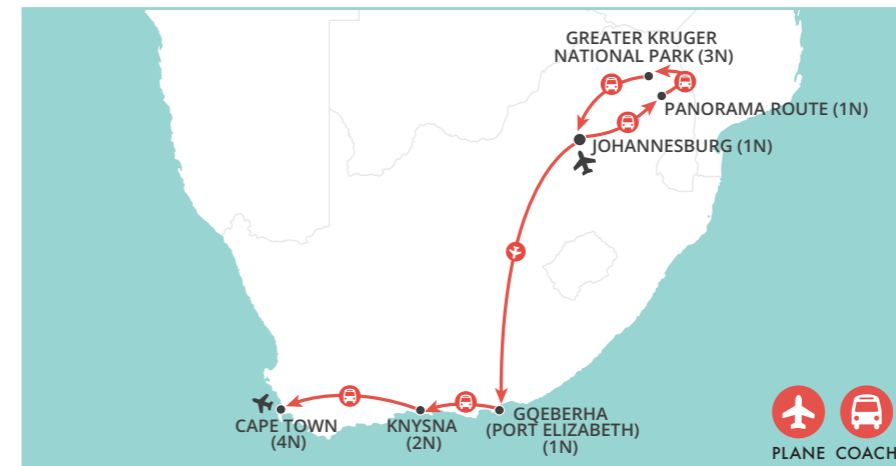 GREATER KRUGER
NATIONAL PARK (3N)
PANORAMA ROUTE (1N)
JOHANNESBURG (1N)
CAPE TOWN
(4N)
KNYSNA
(2N)
GQEBERHA
(PORT ELIZABETH)
(1N)
PLANE
COACH